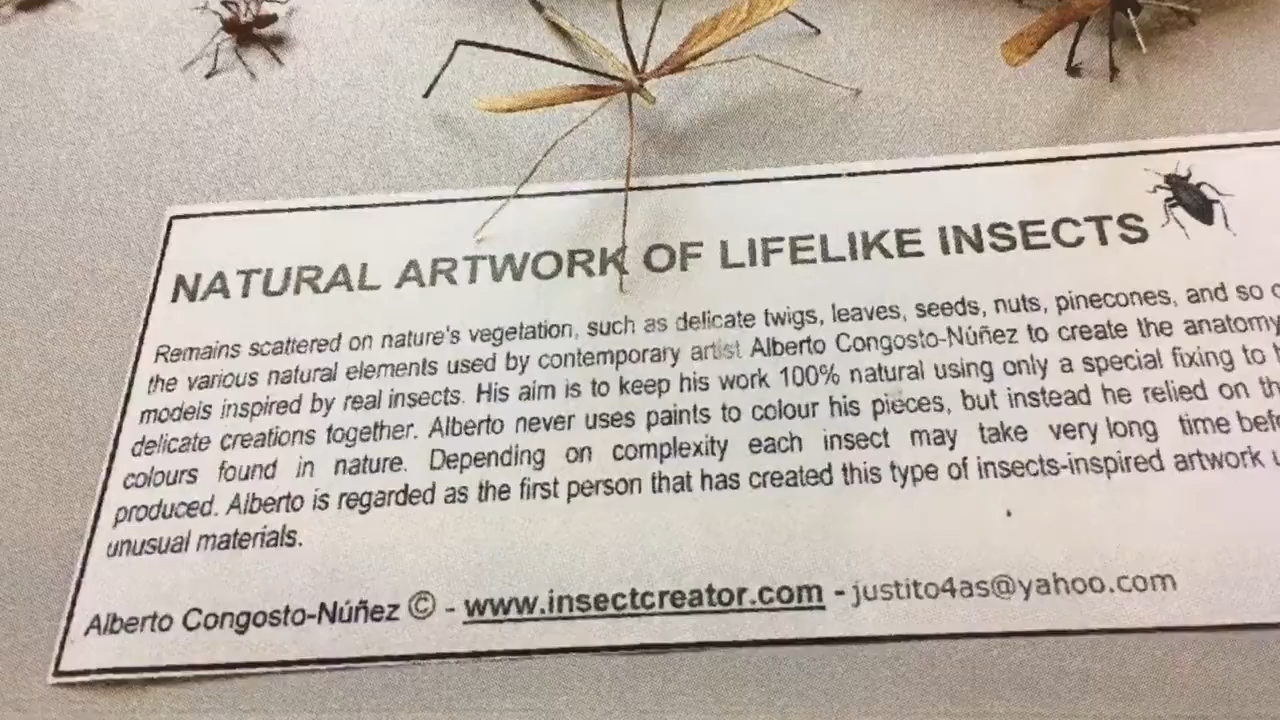 NATURAL ARTWORK OF LIFELIKE INSECTS
Remains scattered on nature's vegetation, such as delicate twigs, leaves, seeds, nuts, pinecones, and so
the various natural elements used by contemporary artist Alberto Congosto-Núñez to create the anatomy
models inspired by real insects. His aim is to keep his work 100% natural using only a special fixing to
delicate creations together. Alberto never uses paints to colour his pieces, but instead he relied on
colours found in nature. Depending on complexity each insect may take very long time
produced. Alberto is regarded as the first person that has created this type of insects-inspired artwork
unusual materials.
Alberto Congosto-Núñez © - www.insectcreator.com - justito4as@yahoo.com